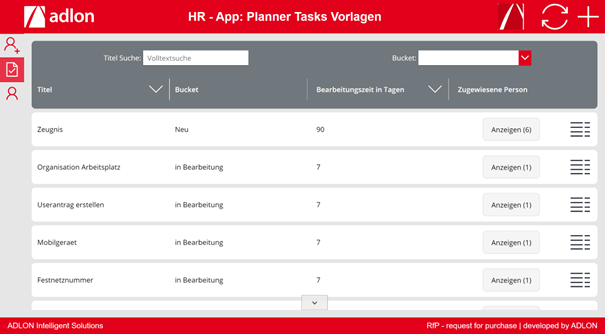 adlon HR - App: Planner Tasks Vorlagen
Titel Suche: Volltextsuche Bucket:
Titel Bucket Bearbeitungszeit in Tagen Zugewiesene Person
Zeugnis Neu 90 Anzeigen (6)
Organisation Arbeitsplatz in Bearbeitung 7 Anzeigen (1)
Userantrag erstellen in Bearbeitung 7 Anzeigen (1)
Mobilgeraet in Bearbeitung 7 Anzeigen (1)
Festnetznummer in Bearbeitung 7 Anzeigen (1)
ADLON Intelligent Solutions RfP - request for purchase | developed by ADLON